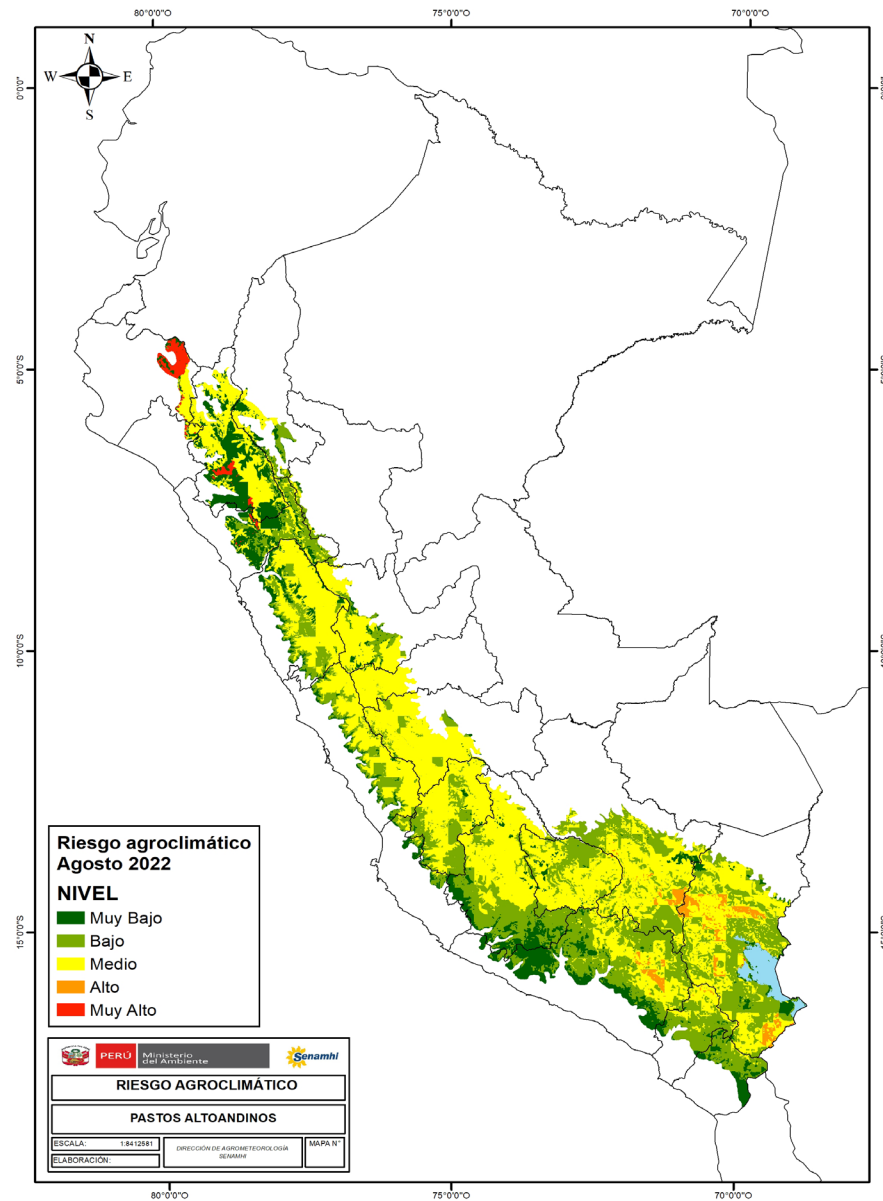 80°0'0"O 75°0'0"O 70°0'0"O
N
W E
S
0°0'0"
5°0'0"S
10°0'0"S
15°0'0"S
Riesgo agroclimático
Agosto 2022
NIVEL
Muy Bajo
Bajo
Medio
Alto
Muy Alto
PERÚ Ministerio del Ambiente Senamhi
RIESGO AGROCLIMÁTICO
PASTOS ALTOANDINOS
ESCALA: 1:8412581
DIRECCIÓN DE AGROMETEOROLOGÍA
SENAMHI
MAPA N°
ELABORACIÓN:
80°0'0"O 75°0'0"O 70°0'0"O